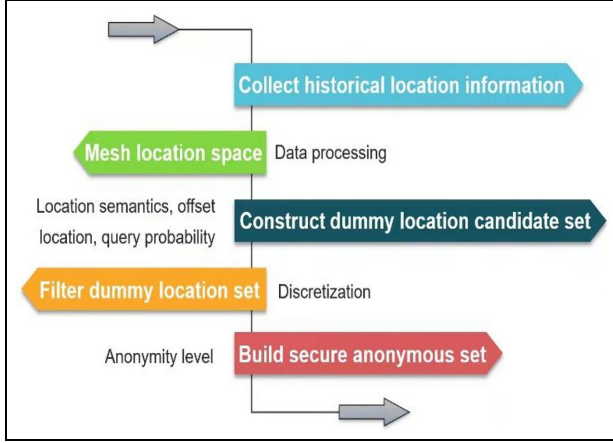 Collect historical location information
Mesh location space
Data processing
Location semantics, offset
location, query probability
Construct dummy location candidate set
Filter dummy location set
Discretization
Anonymity level
Build secure anonymous set